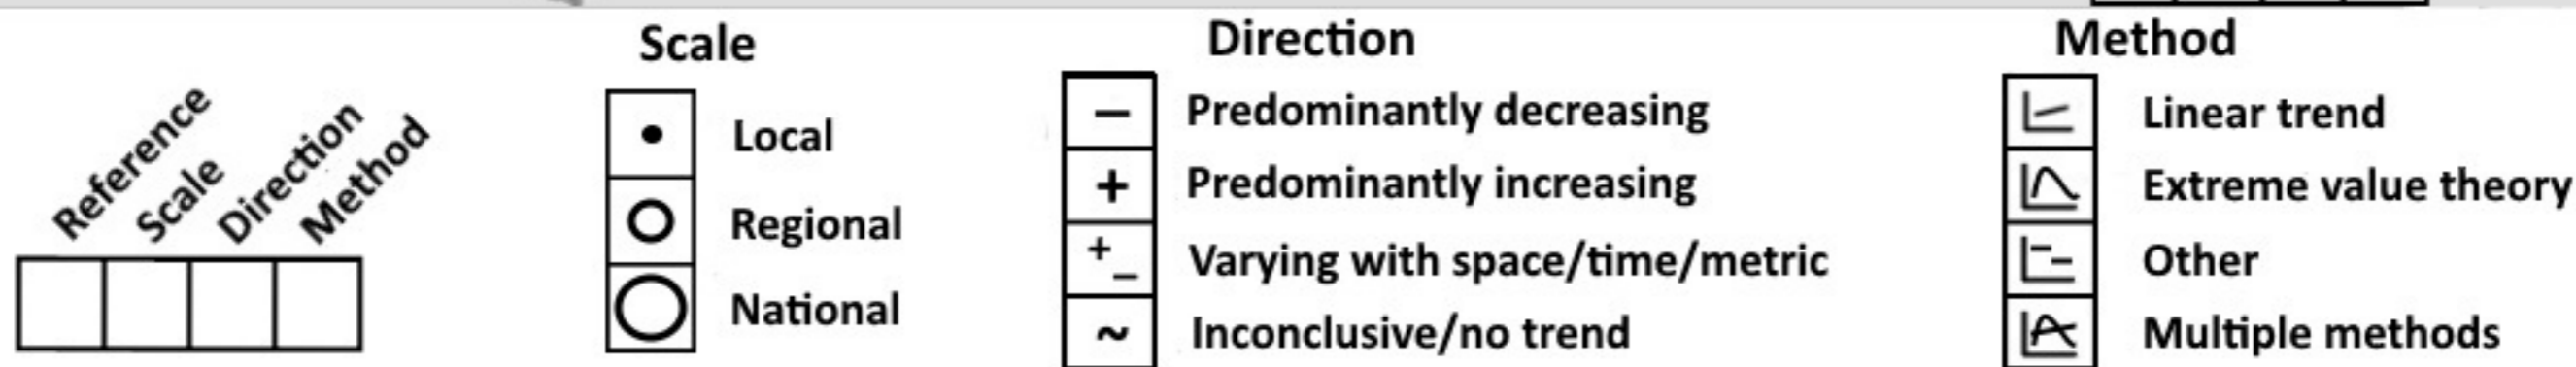 Reference
Scale
Direction
Method
Scale
Local
Regional
National
Direction
− Predominantly decreasing
+ Predominantly increasing
+− Varying with space/time/metric
~ Inconclusive/no trend
Method
Linear trend
Extreme value theory
Other
Multiple methods